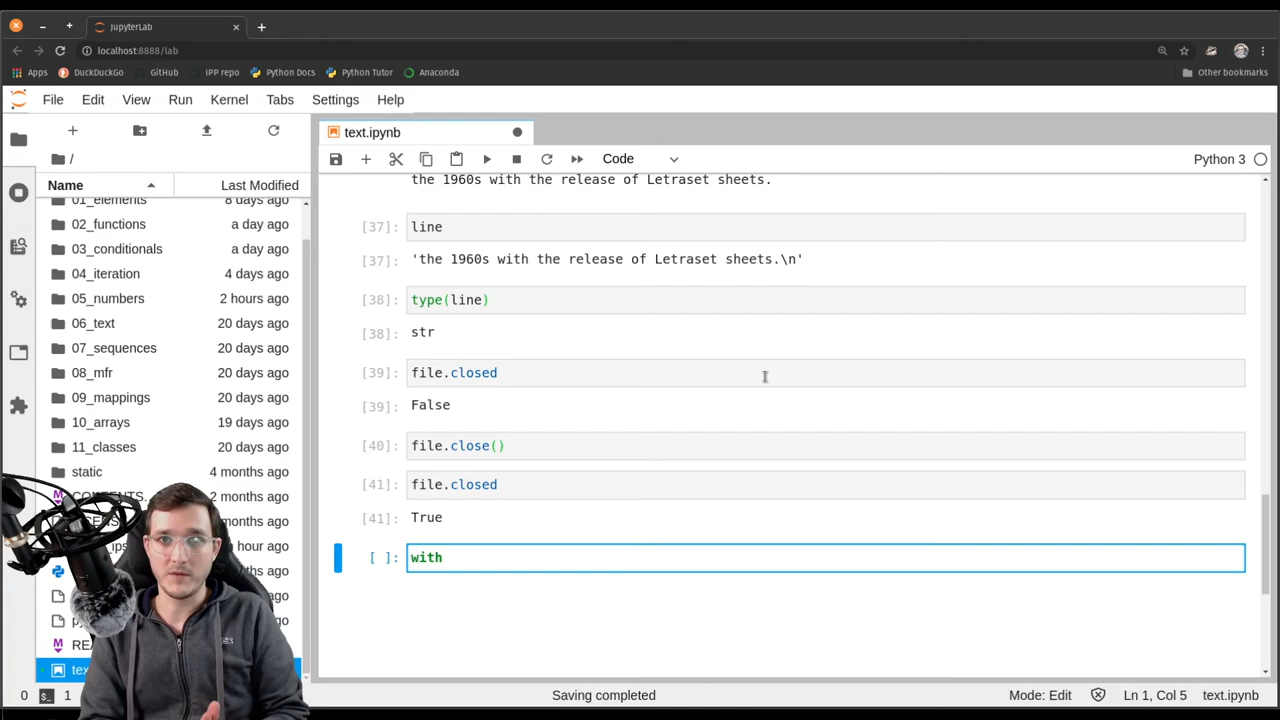 JupyterLab
localhost:8888/lab
Apps DuckDuckGo GitHub IPP repo Python Docs Python Tutor Anaconda Other bookmarks
File Edit View Run Kernel Tabs Settings Help
text.ipynb
/
Code
Python 3
Name Last Modified
01_elements 8 days ago
02_functions a day ago
03_conditionals a day ago
04_iteration 4 days ago
05_numbers 2 hours ago
06_text 20 days ago
07_sequences 20 days ago
08_mfr 20 days ago
09_mappings 20 days ago
10_arrays 19 days ago
11_classes 20 days ago
static 4 months ago
2 months ago
hour ago
the 1960s with the release of Letraset sheets.
[37]: line
[37]: 'the 1960s with the release of Letraset sheets.\n'
[38]: type(line)
[38]: str
[39]: file.closed
[39]: False
[40]: file.close()
[41]: file.closed
[41]: True
[ ]: with
0 1 Saving completed Mode: Edit Ln 1, Col 5 text.ipynb